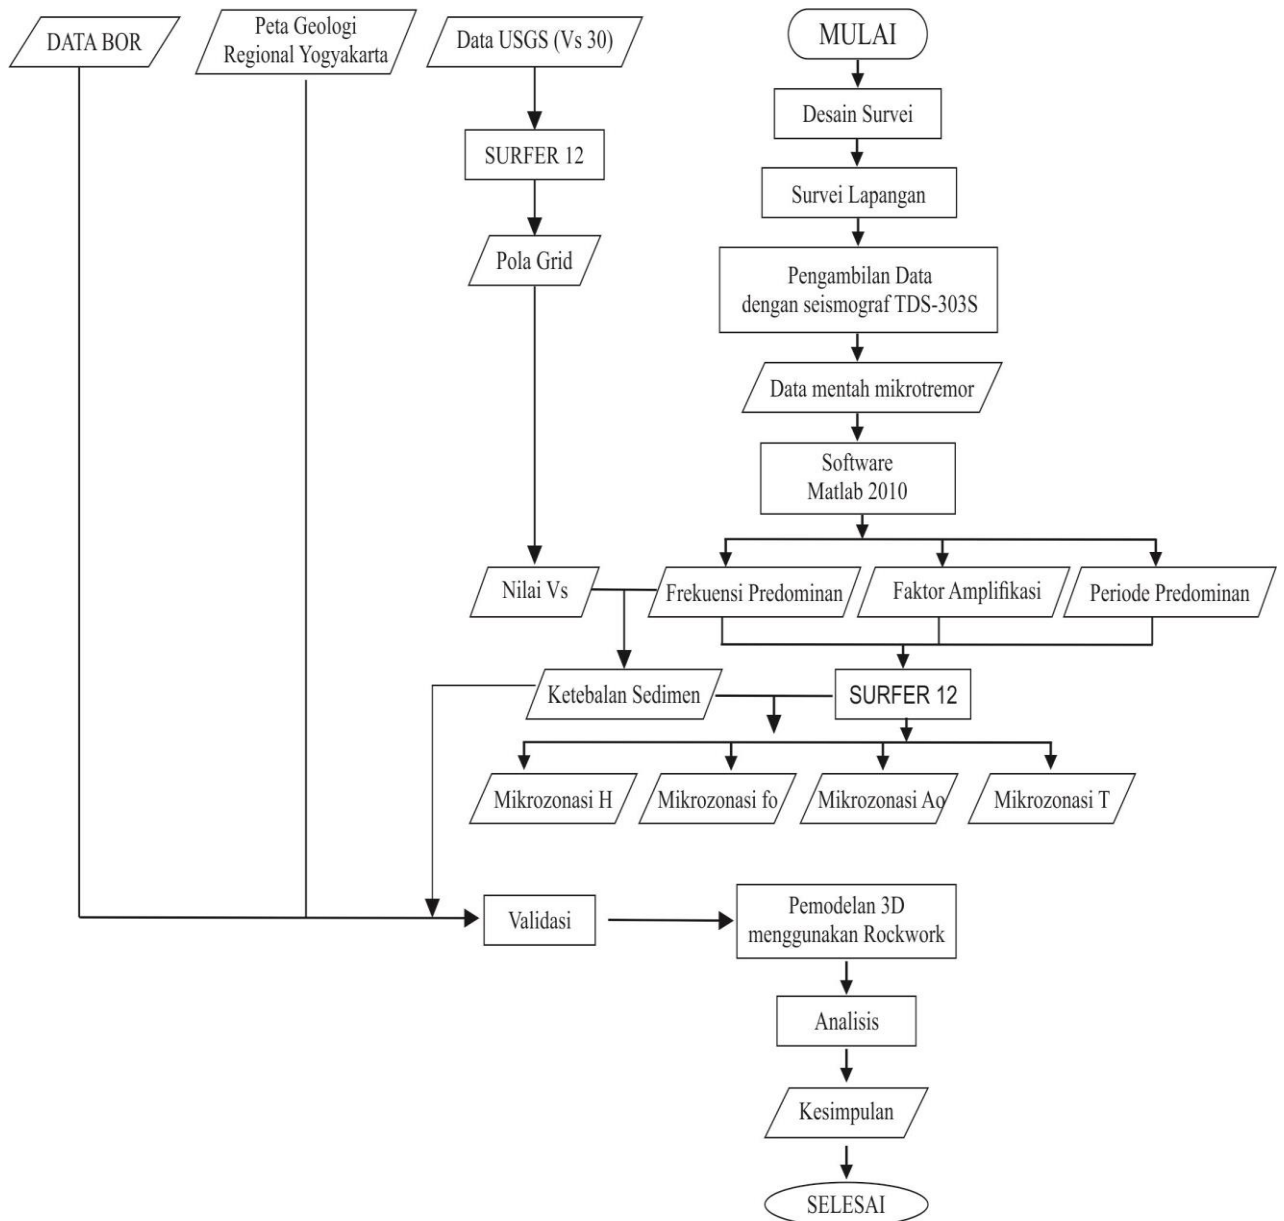 DATA BOR
Peta Geologi
Regional Yogyakarta
Data USGS (Vs 30)
MULAI
Desain Survei
SURFER 12
Survei Lapangan
Pola Grid
Pengambilan Data
dengan seismograf TDS-303S
Data mentah mikrotremor
Software
Matlab 2010
Nilai Vs
Frekuensi Predominan
Faktor Amplifikasi
Periode Predominan
Ketebalan Sedimen
SURFER 12
Mikrozonasi H
Mikrozonasi fo
Mikrozonasi Ao
Mikrozonasi T
Validasi
Pemodelan 3D
menggunakan Rockwork
Analisis
Kesimpulan
SELESAI